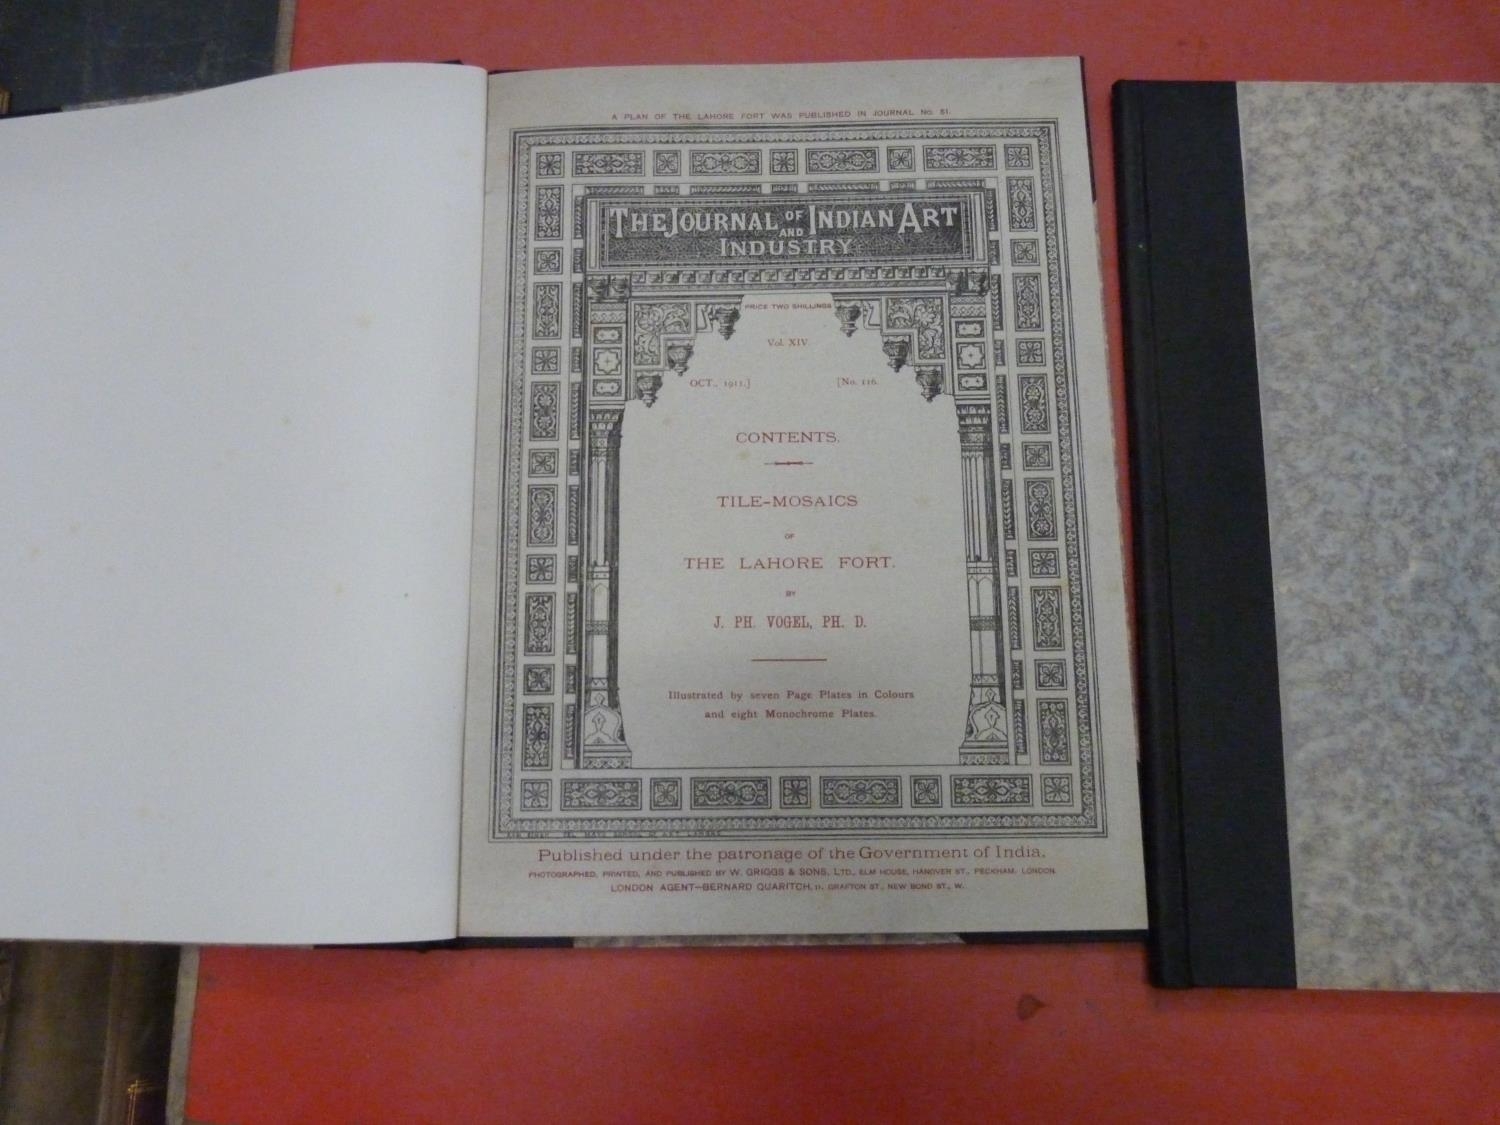 A PLAN OF THE LAHORE FORT WAS PUBLISHED IN JOURNAL No. 51.
THE JOURNAL OF INDIAN ART
AND
INDUSTRY
PRICE TWO SHILLINGS
Vol. XIV.
OCT., 1911.] [No. 116.
CONTENTS.
TILE-MOSAICS
OF
THE LAHORE FORT.
BY
J. PH. VOGEL, PH. D.
Illustrated by seven Page Plates in Colours
and eight Monochrome Plates.
Published under the patronage of the Government of India.
PHOTOGRAPHED, PRINTED, AND PUBLISHED BY W. GRIGGS & SONS, LTD., ELM HOUSE, HANOVER ST., PECKHAM, LONDON.
LONDON AGENT—BERNARD QUARITCH, 11, GRAFTON ST., NEW BOND ST., W.